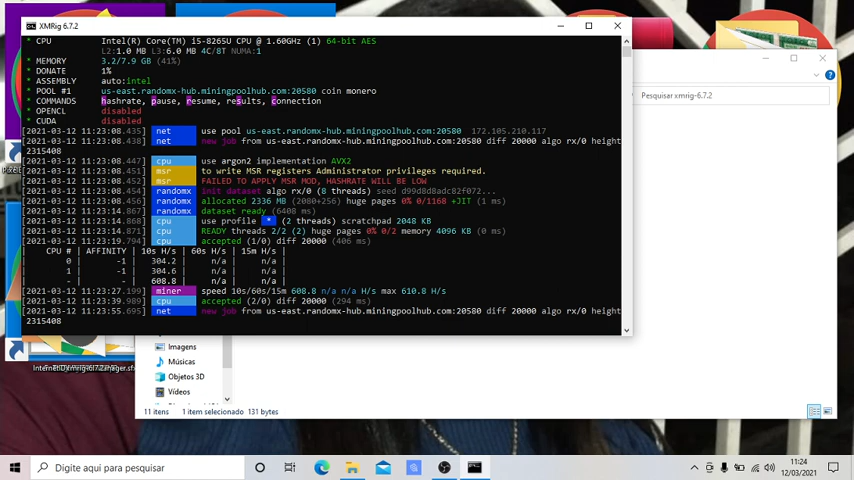 XMRig 6.7.2
* CPU Intel(R) Core(TM) i5-8265U CPU @ 1.60GHz (1) 64-bit AES
L2:1.0 MB L3:6.0 MB 4C/8T NUMA:1
* MEMORY 3.2/7.9 GB (41%)
* DONATE 1%
* ASSEMBLY auto:intel
* POOL #1 us-east.randomx-hub.miningpoolhub.com:20580 coin monero
* COMMANDS hashrate, pause, resume, results, connection
* OPENCL disabled
* CUDA disabled
[2021-03-12 11:23:08.435] net use pool us-east.randomx-hub.miningpoolhub.com:20580 172.105.210.117
[2021-03-12 11:23:08.438] net new job from us-east.randomx-hub.miningpoolhub.com:20580 diff 20000 algo rx/0 height
2315408
[2021-03-12 11:23:08.447] cpu use argon2 implementation AVX2
[2021-03-12 11:23:08.451] msr to write MSR registers Administrator privileges required.
[2021-03-12 11:23:08.452] msr FAILED TO APPLY MSR MOD, HASHRATE WILL BE LOW
[2021-03-12 11:23:08.454] randomx init dataset algo rx/0 (8 threads) seed d99d8d8adc82f072...
[2021-03-12 11:23:08.459] randomx allocated 2336 MB (2080+256) huge pages 0% 0/1168 +JIT (1 ms)
[2021-03-12 11:23:14.867] randomx dataset ready (6408 ms)
[2021-03-12 11:23:14.868] cpu use profile * (2 threads) scratchpad 2048 KB
[2021-03-12 11:23:14.871] cpu READY threads 2/2 (2) huge pages 0% 0/2 memory 4096 KB (0 ms)
[2021-03-12 11:23:19.794] cpu accepted (1/0) diff 20000 (406 ms)
| CPU # | AFFINITY | 10s H/s | 60s H/s | 15m H/s |
| 0 | -1 | 304.2 | n/a | n/a |
| 1 | -1 | 304.6 | n/a | n/a |
| - | - | 608.8 | n/a | n/a |
[2021-03-12 11:23:27.199] miner speed 10s/60s/15m 608.8 n/a n/a H/s max 610.8 H/s
[2021-03-12 11:23:39.989] cpu accepted (2/0) diff 20000 (294 ms)
[2021-03-12 11:23:55.695] net new job from us-east.randomx-hub.miningpoolhub.com:20580 diff 20000 algo rx/0 height
2315408
Pesquisar xmrig-6.7.2
Imagens
Músicas
Objetos 3D
Vídeos
11 itens 1 item selecionado 131 bytes
Digite aqui para pesquisar
11:24
12/03/2021